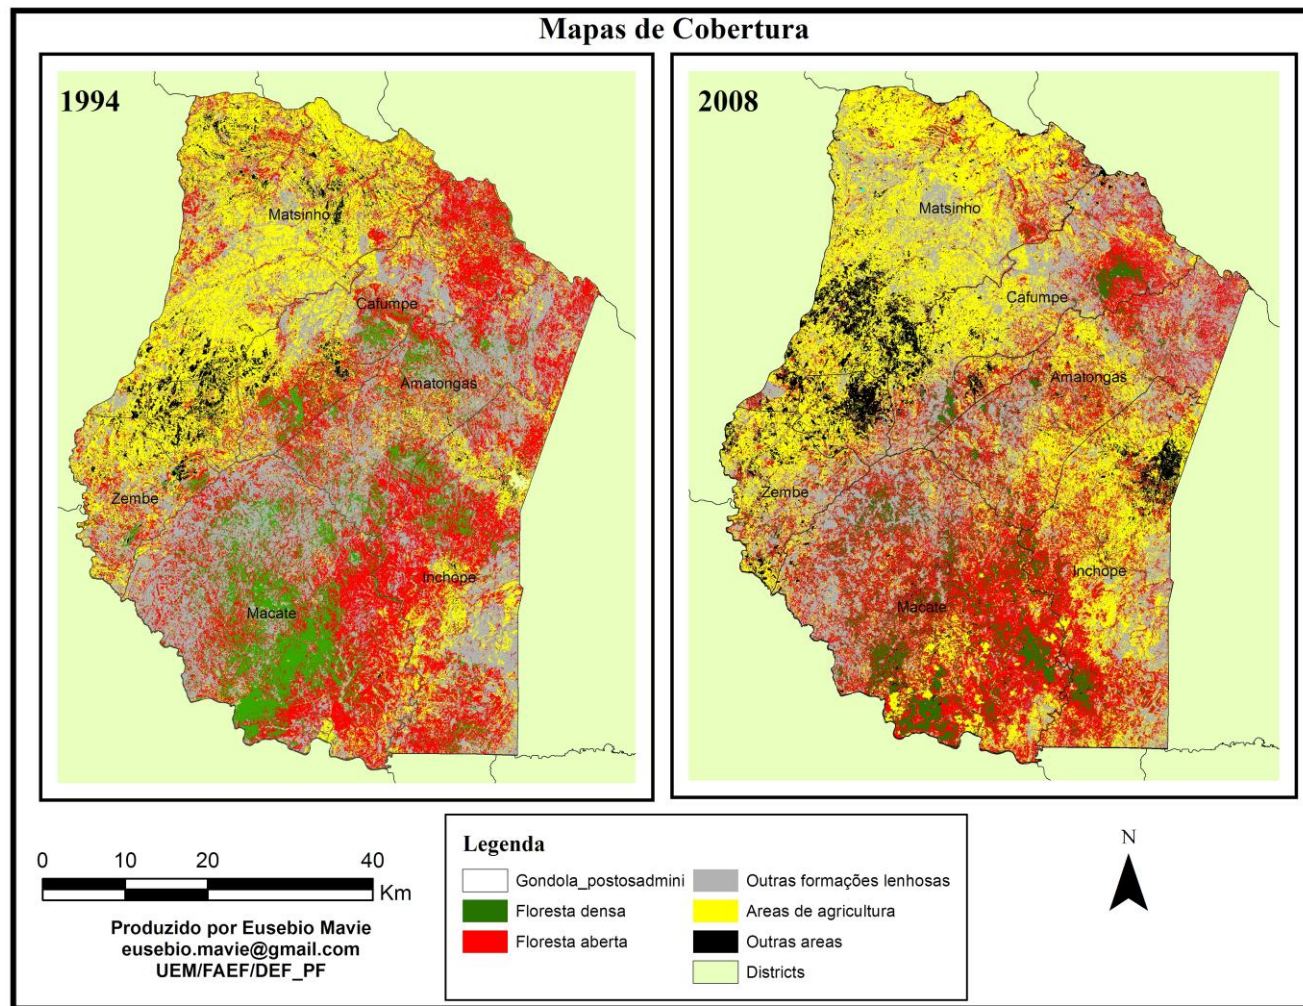 Mapas de Cobertura
1994
Matsinho
Cafumpe
Amatongas
Zembe
Inchope
Macate
2008
Matsinho
Cafumpe
Amatongas
Zembe
Inchope
Macate
0 10 20 40
Km
Produzido por Eusebio Mavie
eusebio.mavie@gmail.com
UEM/FAEF/DEF_PF
Legenda
Gondola_postosadmini
Floresta densa
Floresta aberta
Outras formações lenhosas
Areas de agricultura
Outras areas
Districts
N